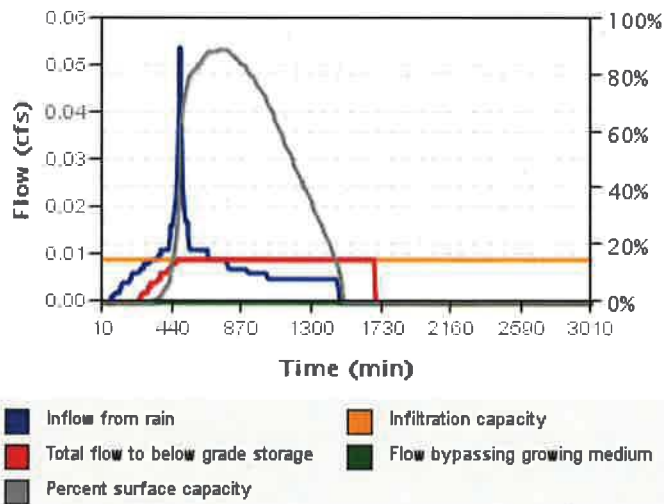 0.06
0.05
0.04
0.03
0.02
0.01
0.00
Flow (cfs)
100%
80%
60%
40%
20%
0%
10 440 870 1300 1730 2160 2590 3010
Time (min)
Inflow from rain
Total flow to below grade storage
Percent surface capacity
Infiltration capacity
Flow bypassing growing medium